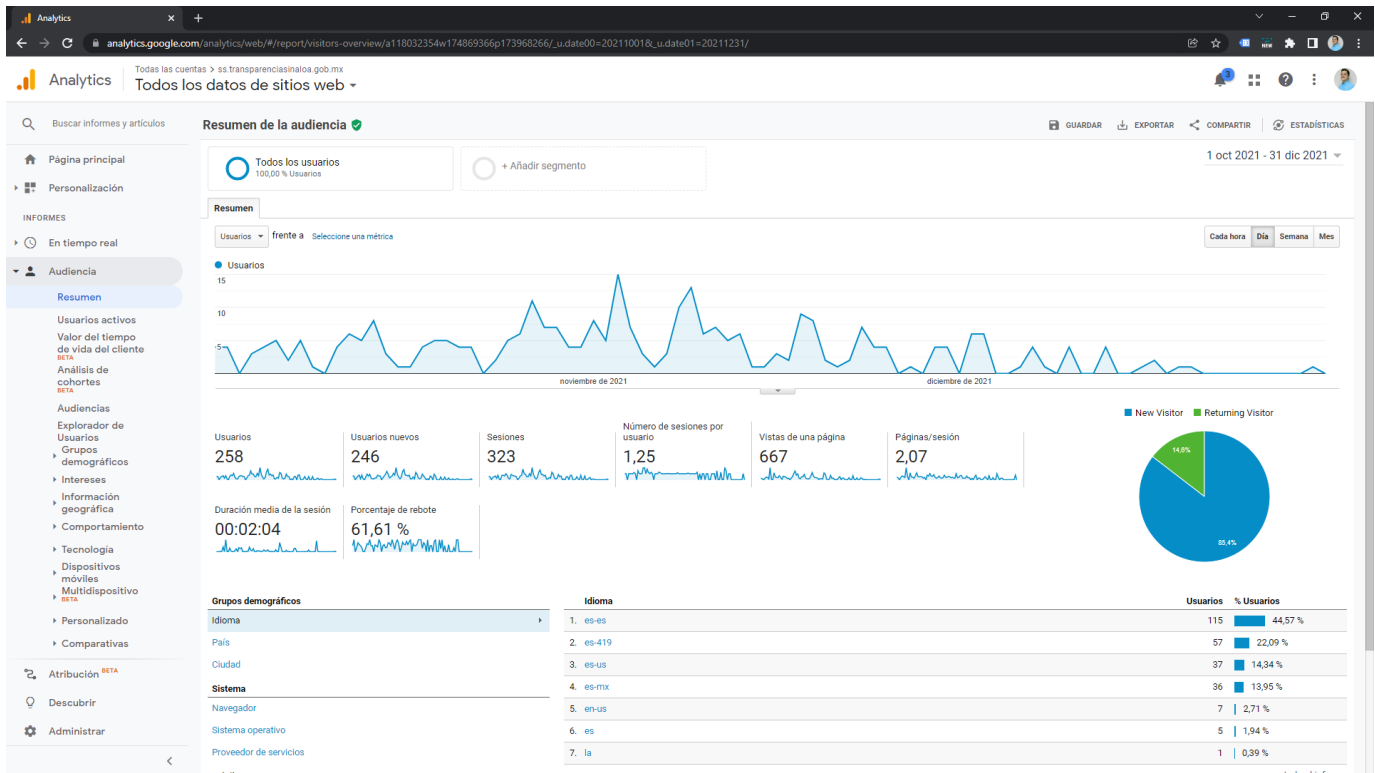 Analytics
analytics.google.com/analytics/web/#/report/visitors-overview/a118032354w174869366p173968266/_u.date00=20211001&_u.date01=20211231/
NEW
Analytics
Todas las cuentas > ss.transparenciasinaloa.gob.mx
Todos los datos de sitios web
3
Buscar informes y artículos
Página principal
Personalización
INFORMES
En tiempo real
Audiencia
Resumen
Usuarios activos
Valor del tiempo
de vida del cliente
BETA
Análisis de
cohortes
BETA
Audiencias
Explorador de
Usuarios
Grupos
demográficos
Intereses
Información
geográfica
Comportamiento
Tecnología
Dispositivos
móviles
Multidispositivo
BETA
Personalizado
Comparativas
Atribución BETA
Descubrir
Administrar
Resumen de la audiencia
GUARDAR
EXPORTAR
COMPARTIR
ESTADÍSTICAS
Todos los usuarios
100,00 % Usuarios
+ Añadir segmento
1 oct 2021 - 31 dic 2021
Resumen
Usuarios frente a Seleccione una métrica
Cada hora Día Semana Mes
Usuarios
15
10
5
noviembre de 2021
diciembre de 2021
New Visitor Returning Visitor
14,6%
85,4%
Usuarios
258
Usuarios nuevos
246
Sesiones
323
Número de sesiones por
usuario
1,25
Vistas de una página
667
Páginas/sesión
2,07
Duración media de la sesión
00:02:04
Porcentaje de rebote
61,61 %
Grupos demográficos
Idioma
País
Ciudad
Sistema
Navegador
Sistema operativo
Proveedor de servicios
Idioma Usuarios % Usuarios
1. es-es 115 44,57 %
2. es-419 57 22,09 %
3. es-us 37 14,34 %
4. es-mx 36 13,95 %
5. en-us 7 2,71 %
6. es 5 1,94 %
7. la 1 0,39 %